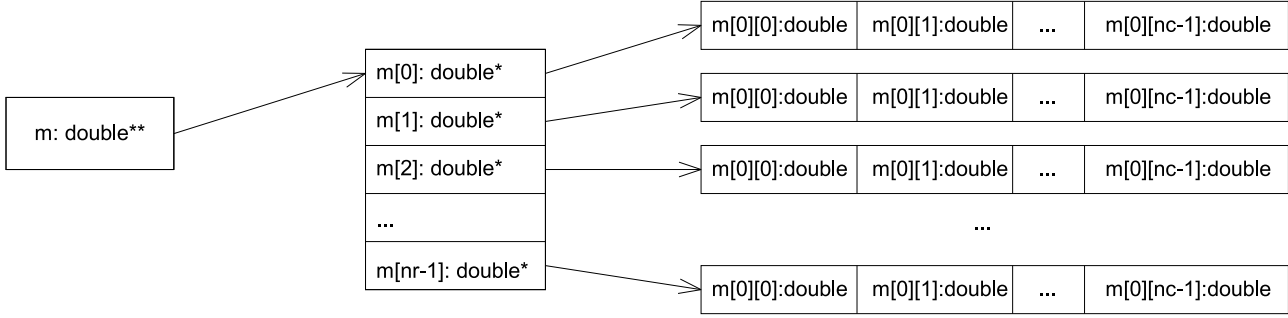 m: double**
m[0]: double*
m[1]: double*
m[2]: double*
...
m[nr-1]: double*
m[0][0]:double m[0][1]:double ... m[0][nc-1]:double
m[0][0]:double m[0][1]:double ... m[0][nc-1]:double
m[0][0]:double m[0][1]:double ... m[0][nc-1]:double
...
m[0][0]:double m[0][1]:double ... m[0][nc-1]:double